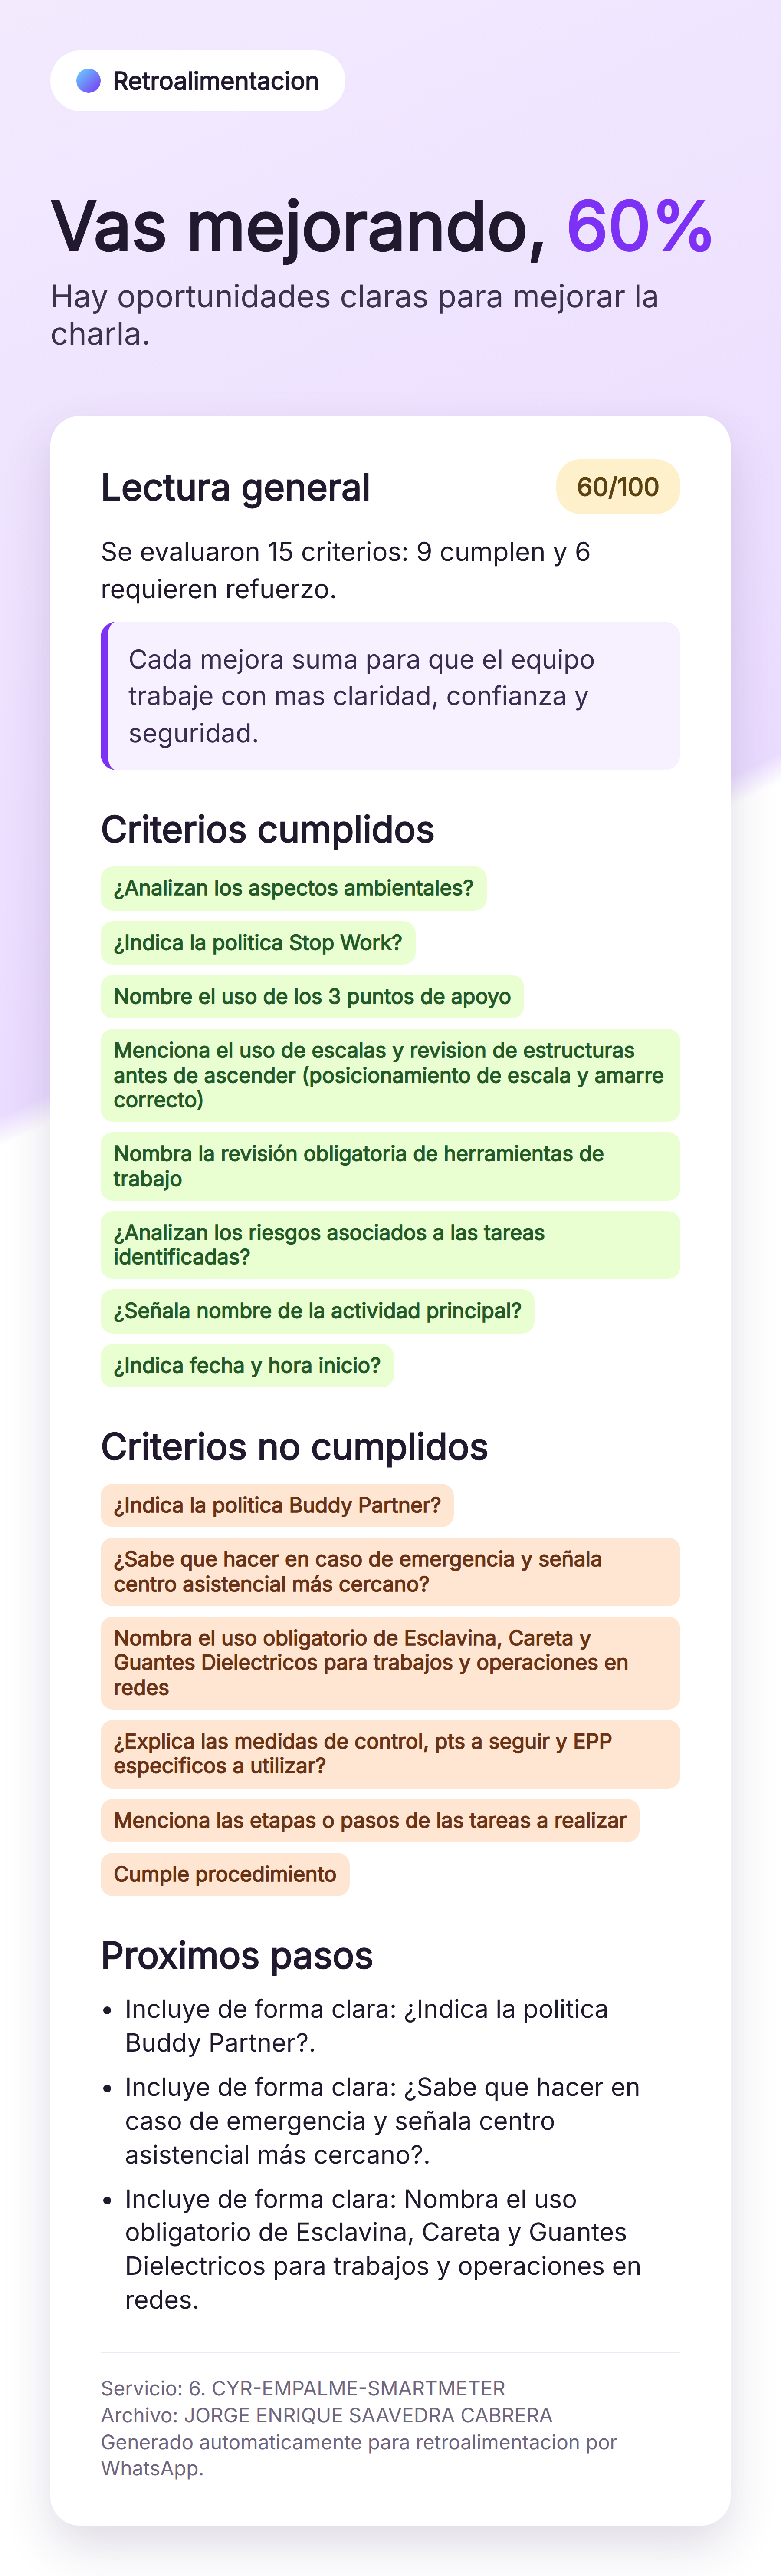 Retroalimentacion
Vas mejorando, 60%
Hay oportunidades claras para mejorar la
charla.
Lectura general
60/100
Se evaluaron 15 criterios: 9 cumplen y 6
requieren refuerzo.
Cada mejora suma para que el equipo
trabaje con mas claridad, confianza y
seguridad.
Criterios cumplidos
¿Analizan los aspectos ambientales?
¿Indica la politica Stop Work?
Nombre el uso de los 3 puntos de apoyo
Menciona el uso de escalas y revision de estructuras
antes de ascender (posicionamiento de escala y amarre
correcto)
Nombra la revisión obligatoria de herramientas de
trabajo
¿Analizan los riesgos asociados a las tareas
identificadas?
¿Señala nombre de la actividad principal?
¿Indica fecha y hora inicio?
Criterios no cumplidos
¿Indica la politica Buddy Partner?
¿Sabe que hacer en caso de emergencia y señala
centro asistencial más cercano?
Nombra el uso obligatorio de Esclavina, Careta y
Guantes Dielectricos para trabajos y operaciones en
redes
¿Explica las medidas de control, pts a seguir y EPP
especificos a utilizar?
Menciona las etapas o pasos de las tareas a realizar
Cumple procedimiento
Proximos pasos
• Incluye de forma clara: ¿Indica la politica
Buddy Partner?.
• Incluye de forma clara: ¿Sabe que hacer en
caso de emergencia y señala centro
asistencial más cercano?.
• Incluye de forma clara: Nombra el uso
obligatorio de Esclavina, Careta y Guantes
Dielectricos para trabajos y operaciones en
redes.
Servicio: 6. CYR-EMPALME-SMARTMETER
Archivo: JORGE ENRIQUE SAAVEDRA CABRERA
Generado automaticamente para retroalimentacion por
WhatsApp.